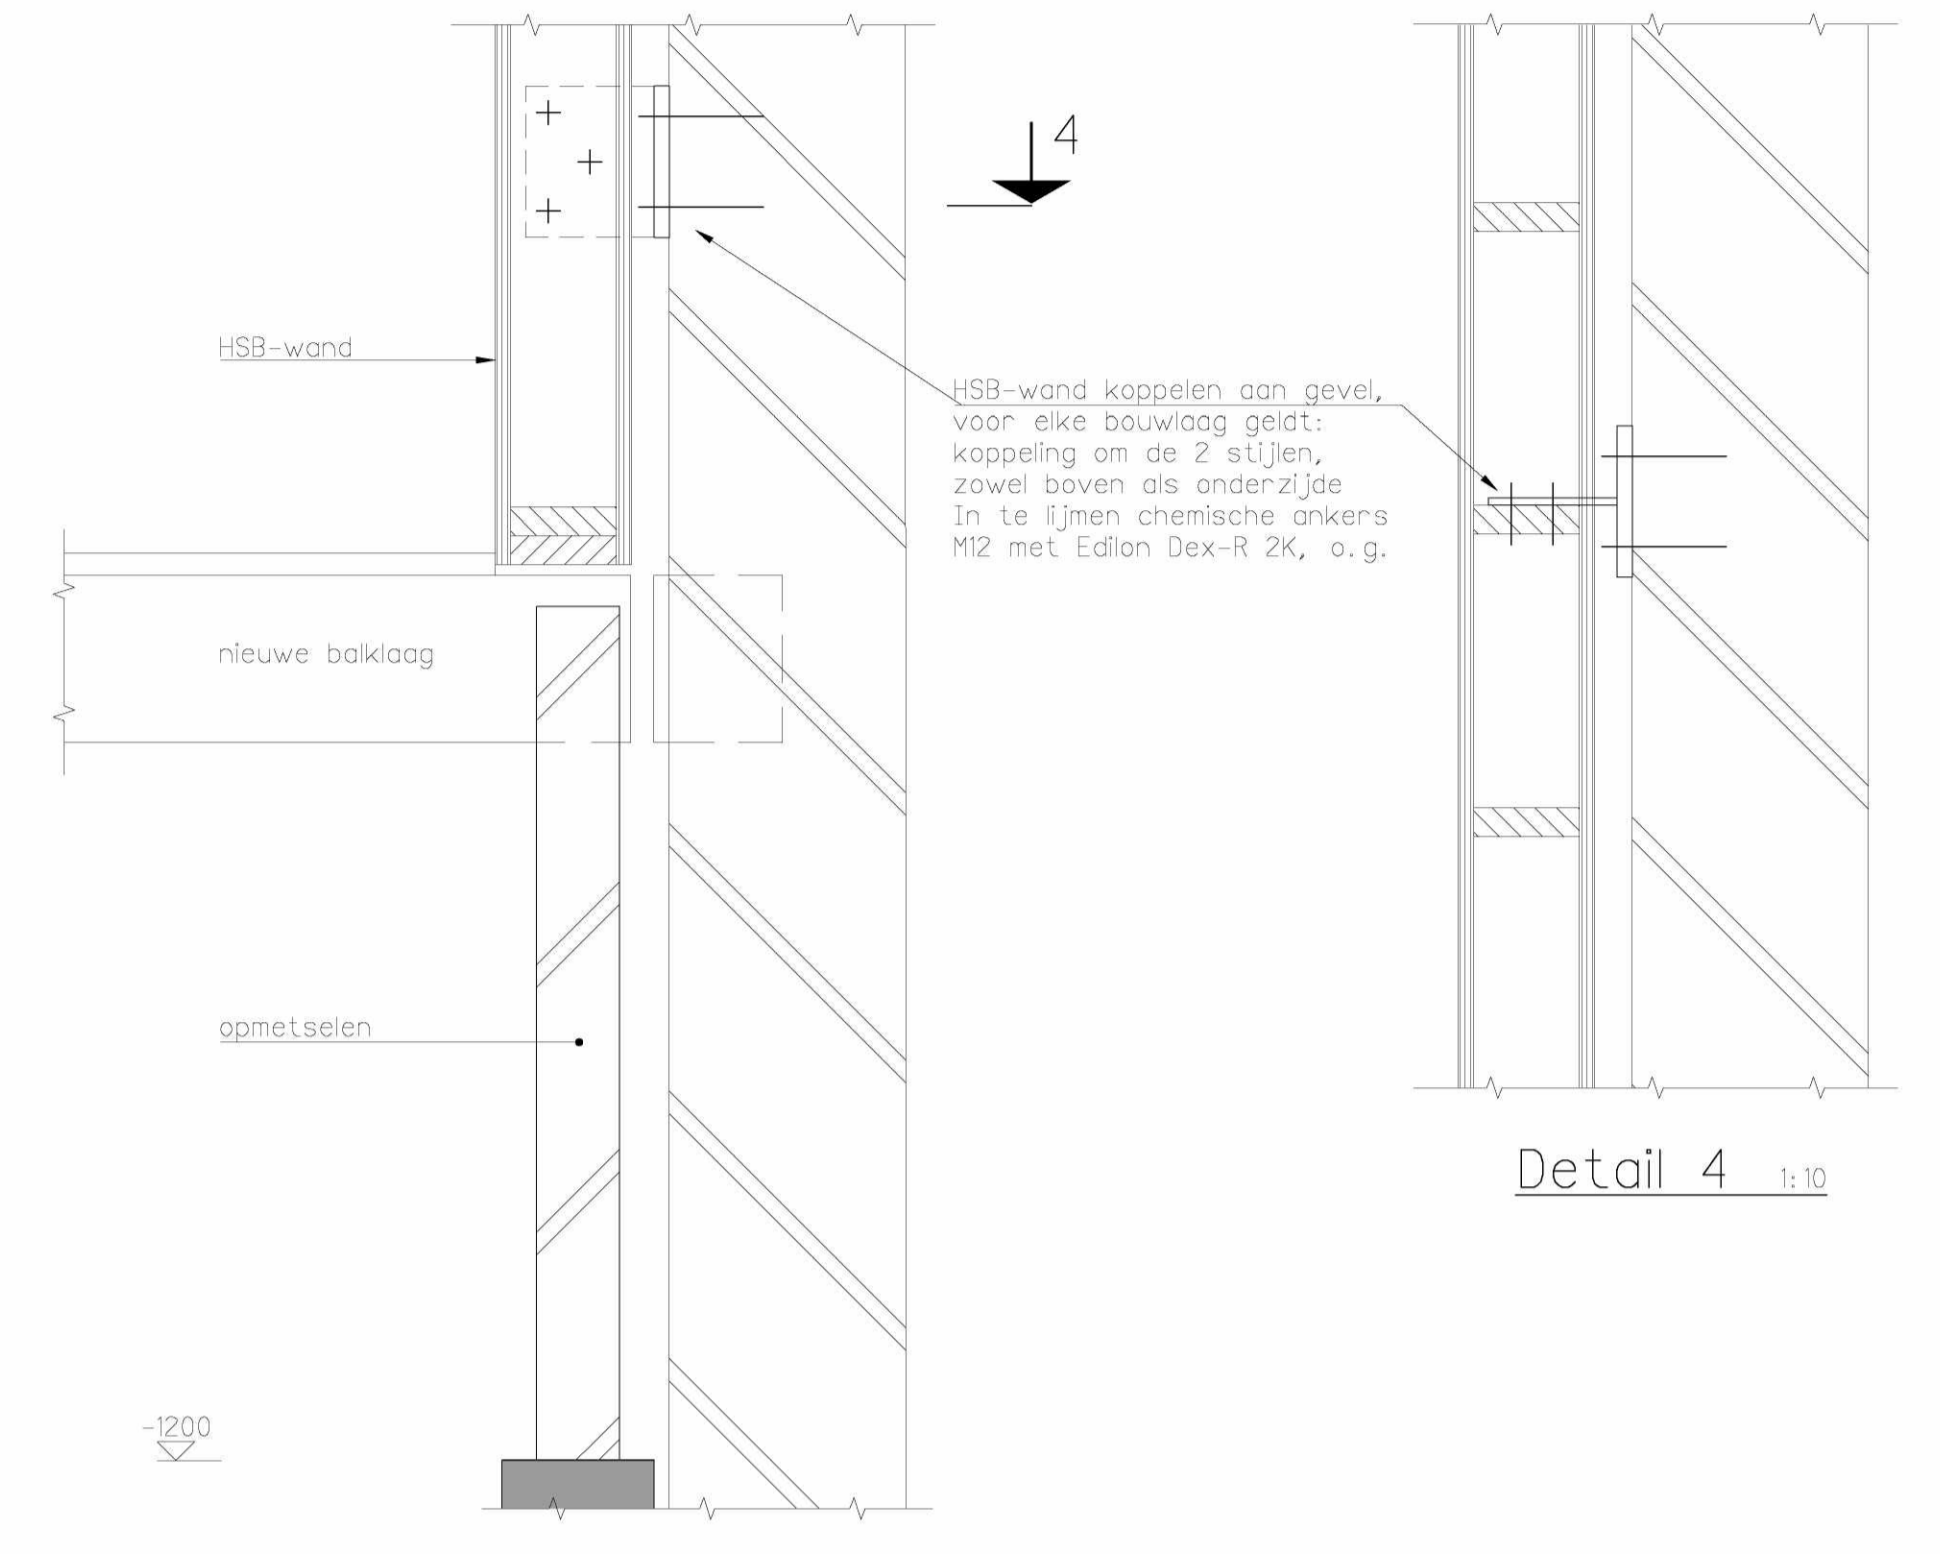 4
HSB-wand
HSB-wand koppelen aan gevel,
voor elke bouwlaag geldt:
koppeling om de 2 stijlen,
zowel boven als onderzijde
In te lijmen chemische ankers
M12 met Edilon Dex-R 2K, o.g.
nieuwe balklaag
opmetselen
Detail 4 1:10
-1200